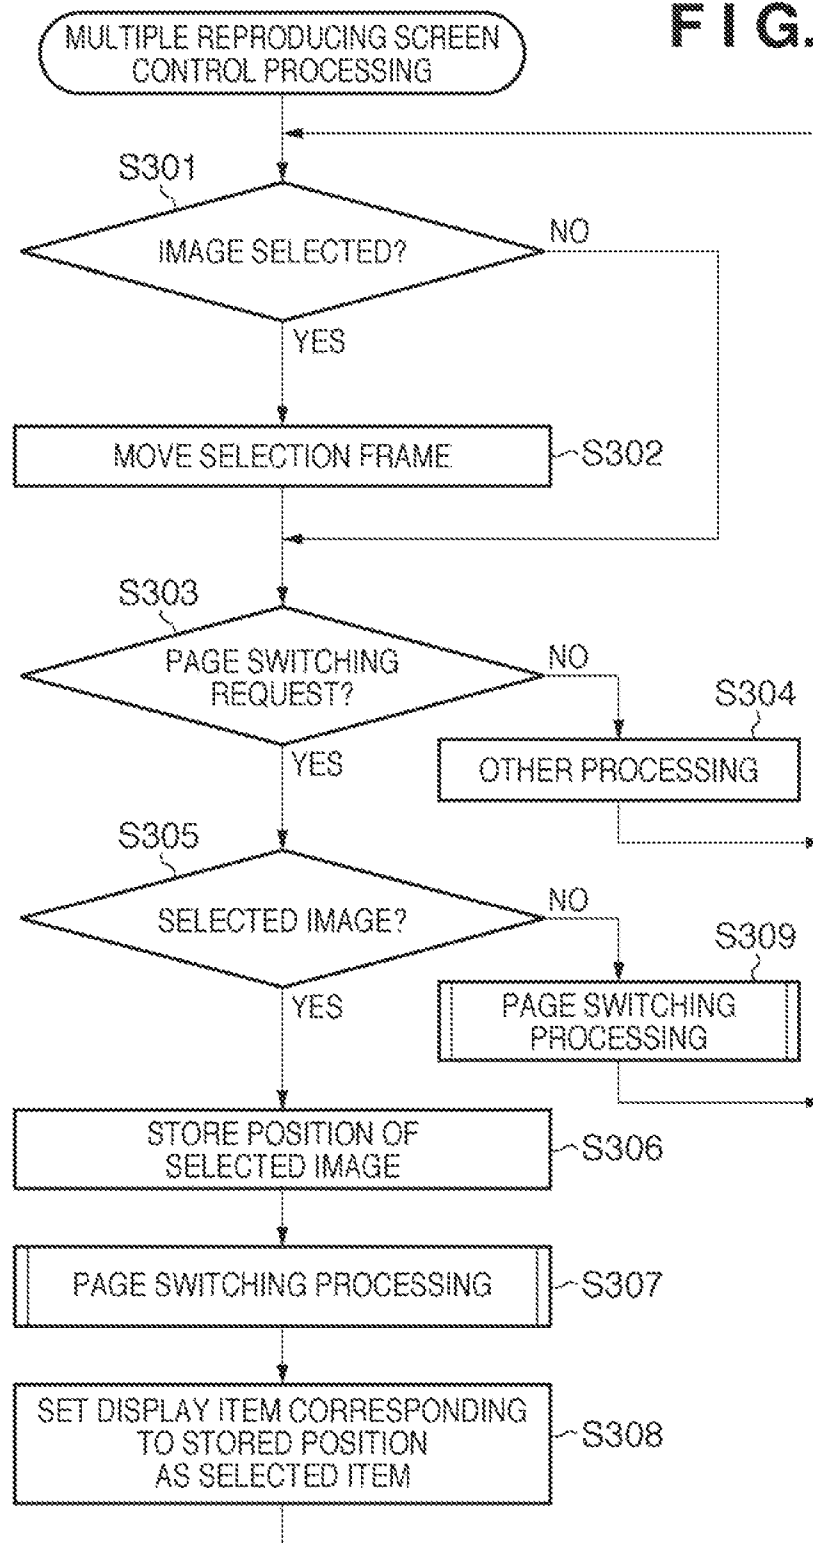 FIG.
MULTIPLE REPRODUCING SCREEN
CONTROL PROCESSING
S301
IMAGE SELECTED?
NO
YES
MOVE SELECTION FRAME
S302
S303
PAGE SWITCHING
REQUEST?
NO
YES
S304
OTHER PROCESSING
S305
SELECTED IMAGE?
NO
YES
S309
PAGE SWITCHING
PROCESSING
STORE POSITION OF
SELECTED IMAGE
S306
PAGE SWITCHING PROCESSING
S307
SET DISPLAY ITEM CORRESPONDING
TO STORED POSITION
AS SELECTED ITEM
S308